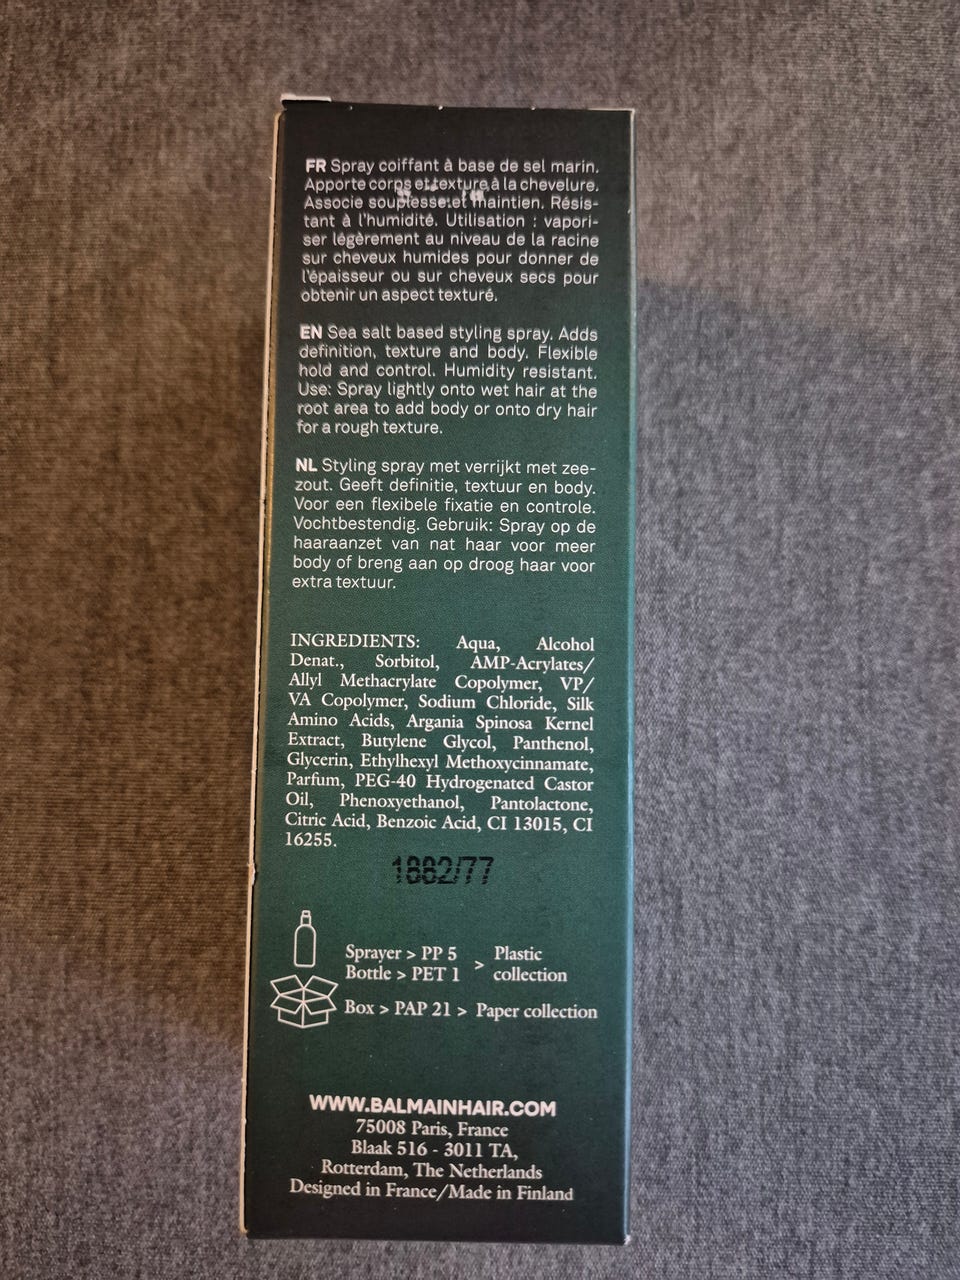 FR Spray coiffant à base de sel marin.
Apporte corps et texture à la chevelure.
Associe souplesse et maintien. Résis-
tant à l'humidité. Utilisation : vapori-
ser légèrement au niveau de la racine
sur cheveux humides pour donner de
l'épaisseur ou sur cheveux secs pour
obtenir un aspect texturé.
EN Sea salt based styling spray. Adds
definition, texture and body. Flexible
hold and control. Humidity resistant.
Use: Spray lightly onto wet hair at the
root area to add body or onto dry hair
for a rough texture.
NL Styling spray met verrijkt met zee-
zout. Geeft definitie, textuur en body.
Voor een flexibele fixatie en controle.
Vochtbestendig. Gebruik: Spray op de
haaraanzet van nat haar voor meer
body of breng aan op droog haar voor
extra textuur.
INGREDIENTS: Aqua, Alcohol
Denat., Sorbitol, AMP-Acrylates/
Allyl Methacrylate Copolymer, VP/
VA Copolymer, Sodium Chloride, Silk
Amino Acids, Argania Spinosa Kernel
Extract, Butylene Glycol, Panthenol,
Glycerin, Ethylhexyl Methoxycinnamate,
Parfum, PEG-40 Hydrogenated Castor
Oil, Phenoxyethanol, Pantolactone,
Citric Acid, Benzoic Acid, CI 13015, CI
16255.
1882/77
Sprayer > PP 5
Bottle > PET 1
> Plastic
collection
Box > PAP 21 > Paper collection
WWW.BALMAINHAIR.COM
75008 Paris, France
Blaak 516 - 3011 TA,
Rotterdam, The Netherlands
Designed in France/Made in Finland